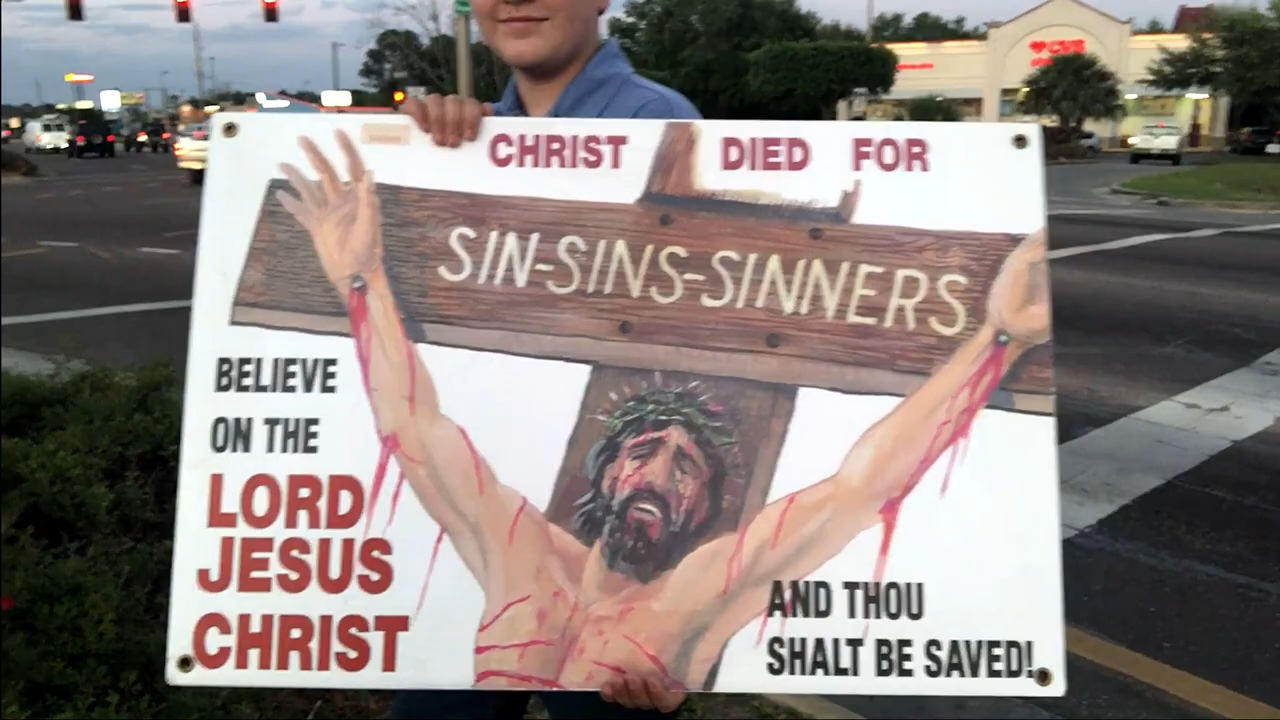 CHRIST DIED FOR
SIN-SINS-SINNERS
BELIEVE
ON THE
LORD
JESUS
CHRIST
AND THOU
SHALT BE SAVED!
CVS